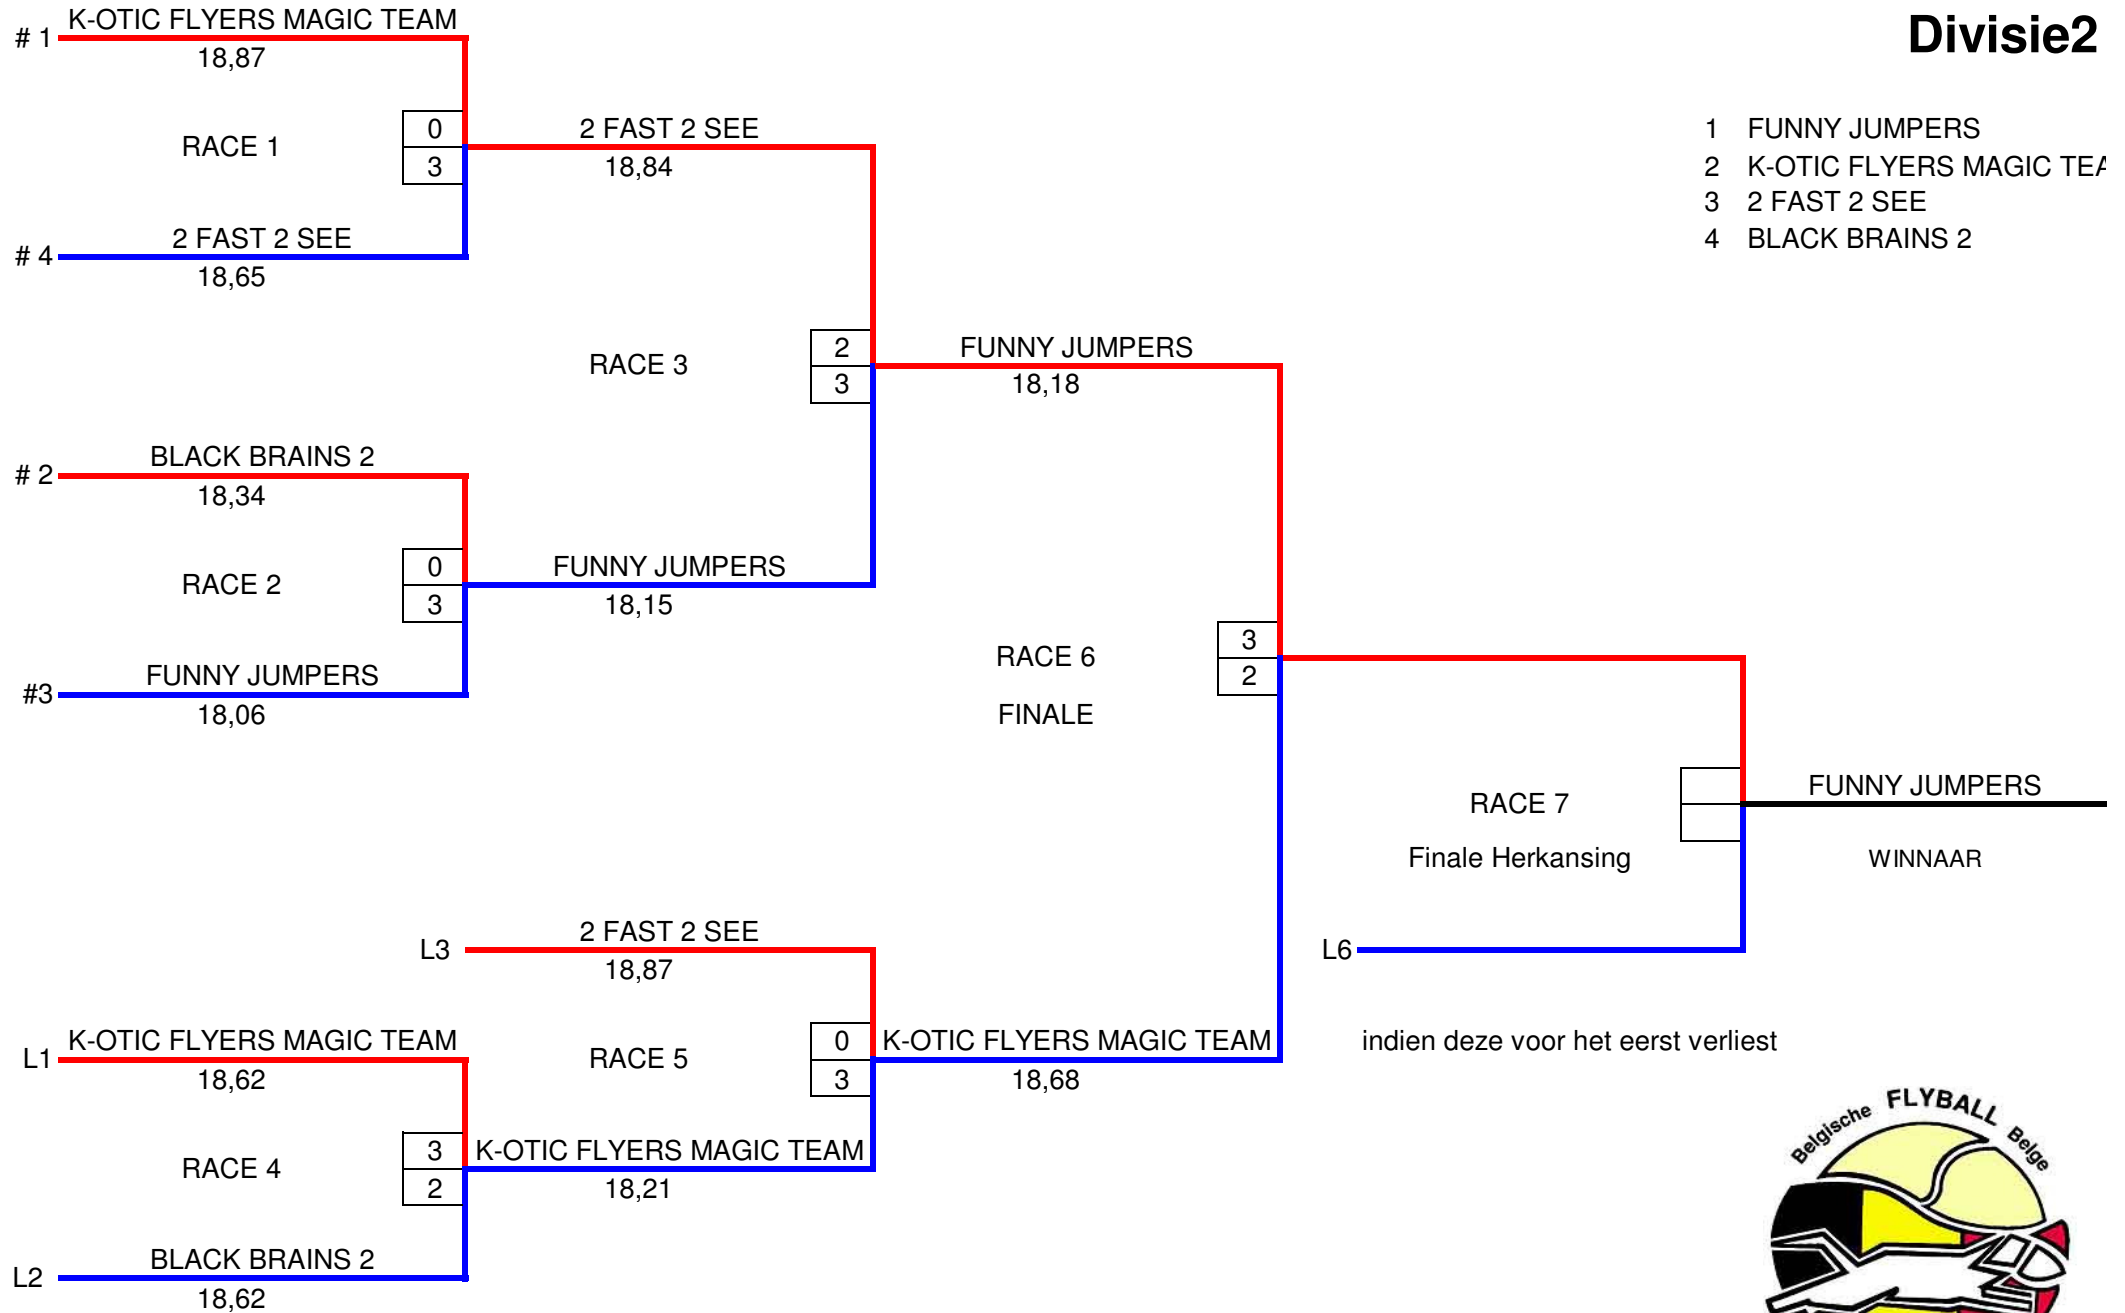 Divisie2
1 FUNNY JUMPERS
2 K-OTIC FLYERS MAGIC TEA
3 2 FAST 2 SEE
4 BLACK BRAINS 2
# 1 K-OTIC FLYERS MAGIC TEAM
18,87
RACE 1
0
3
# 4 2 FAST 2 SEE
18,65
2 FAST 2 SEE
18,84
# 2 BLACK BRAINS 2
18,34
RACE 2
0
3
#3 FUNNY JUMPERS
18,06
FUNNY JUMPERS
18,15
RACE 3
2
3
FUNNY JUMPERS
18,18
RACE 6
FINALE
3
2
RACE 7
Finale Herkansing
FUNNY JUMPERS
WINNAAR
L6
indien deze voor het eerst verliest
L3 2 FAST 2 SEE
18,87
RACE 5
0
3
K-OTIC FLYERS MAGIC TEAM
18,68
L1 K-OTIC FLYERS MAGIC TEAM
18,62
RACE 4
3
2
K-OTIC FLYERS MAGIC TEAM
18,21
L2 BLACK BRAINS 2
18,62
Belgische FLYBALL Belge